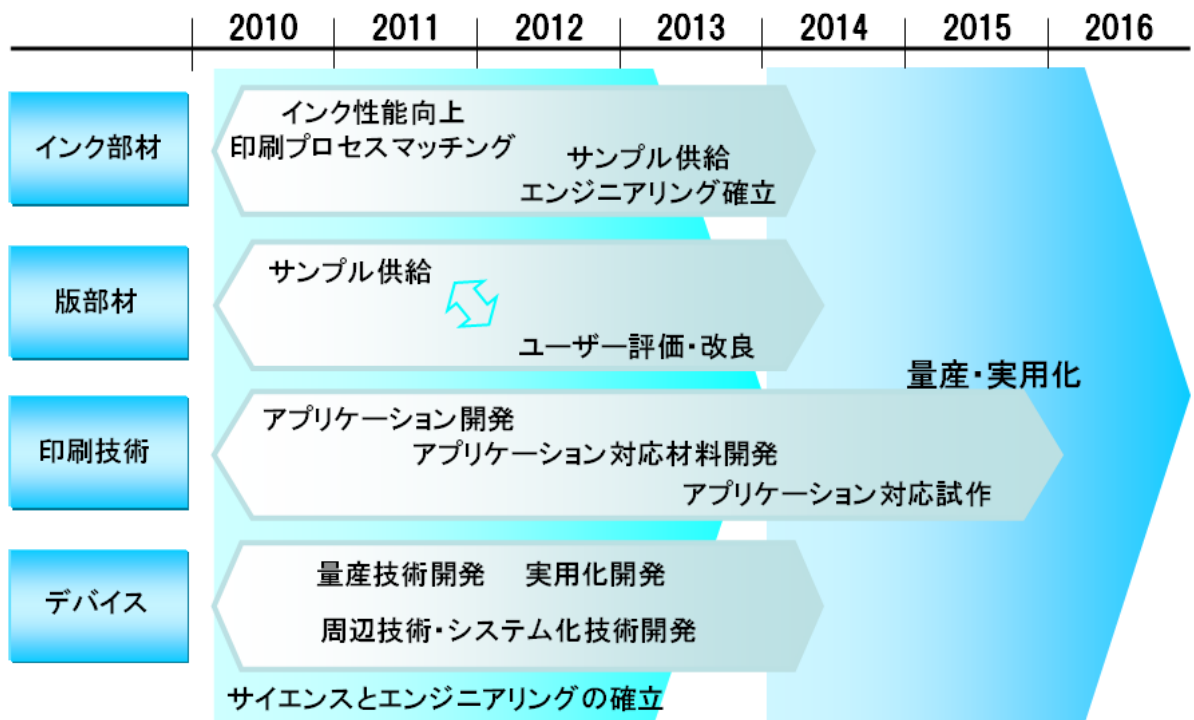 2010 2011 2012 2013 2014 2015 2016
インク部材
インク性能向上
印刷プロセスマッチング
サンプル供給
エンジニアリング確立
版部材
サンプル供給
ユーザー評価・改良
量産・実用化
印刷技術
アプリケーション開発
アプリケーション対応材料開発
アプリケーション対応試作
デバイス
量産技術開発 実用化開発
周辺技術・システム化技術開発
サイエンスとエンジニアリングの確立